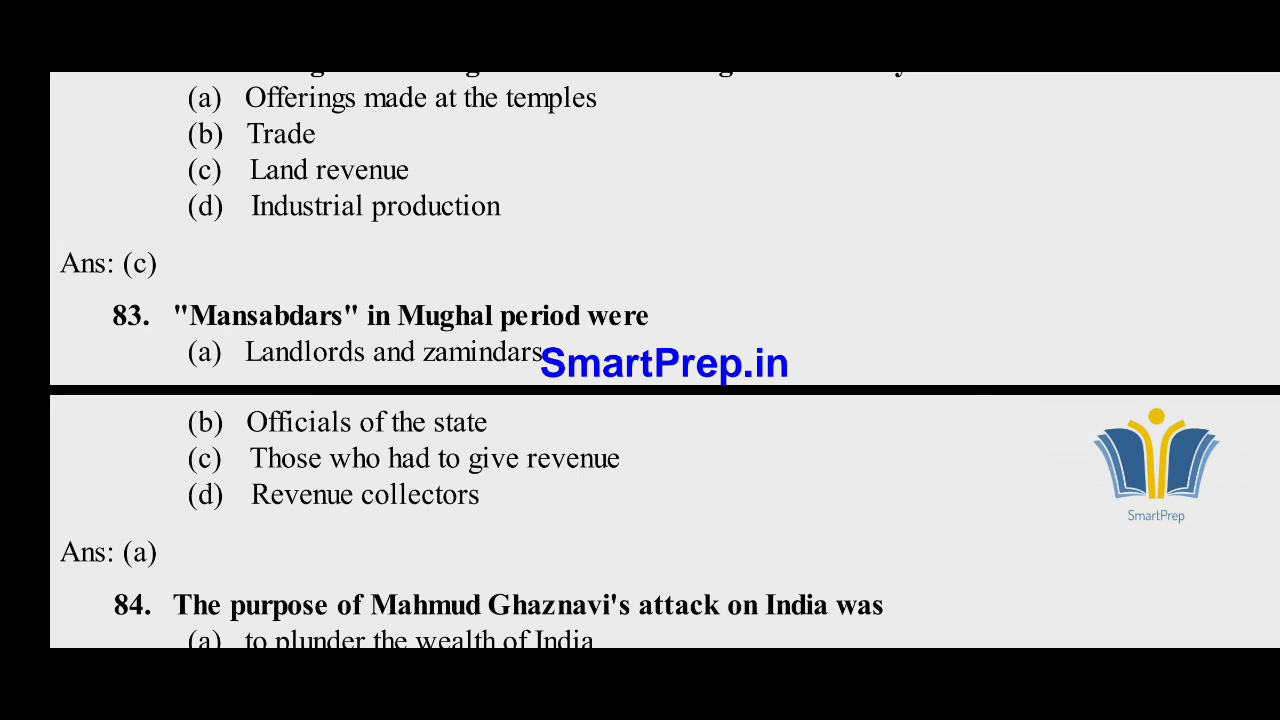 (a) Offerings made at the temples
(b) Trade
(c) Land revenue
(d) Industrial production
Ans: (c)
83. "Mansabdars" in Mughal period were
(a) Landlords and zamindars
SmartPrep.in
(b) Officials of the state
(c) Those who had to give revenue
(d) Revenue collectors
SmartPrep
Ans: (a)
84. The purpose of Mahmud Ghaznavi's attack on India was
(a) to plunder the wealth of India